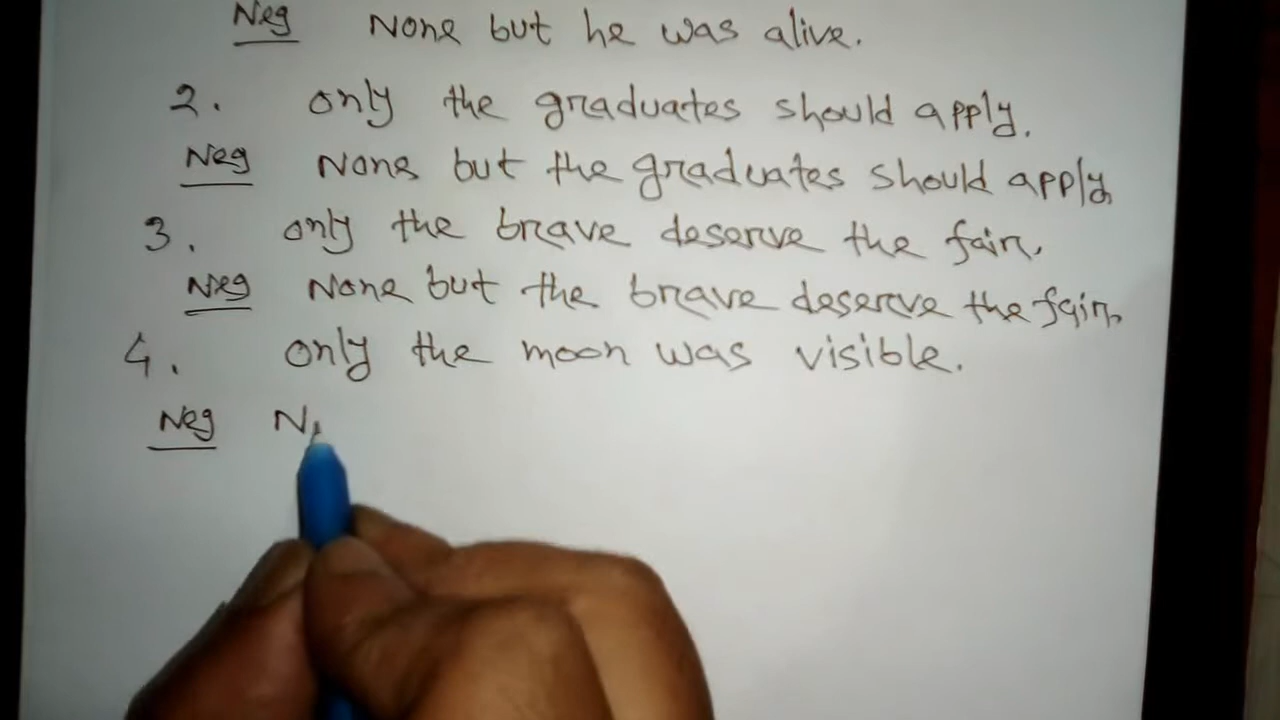 Neg None but he was alive.
2. only the graduates should apply.
Neg None but the graduates should apply,
3. only the brave deserve the fair.
Neg None but the brave deserve the fair,
4. only the moon was visible.
Neg N